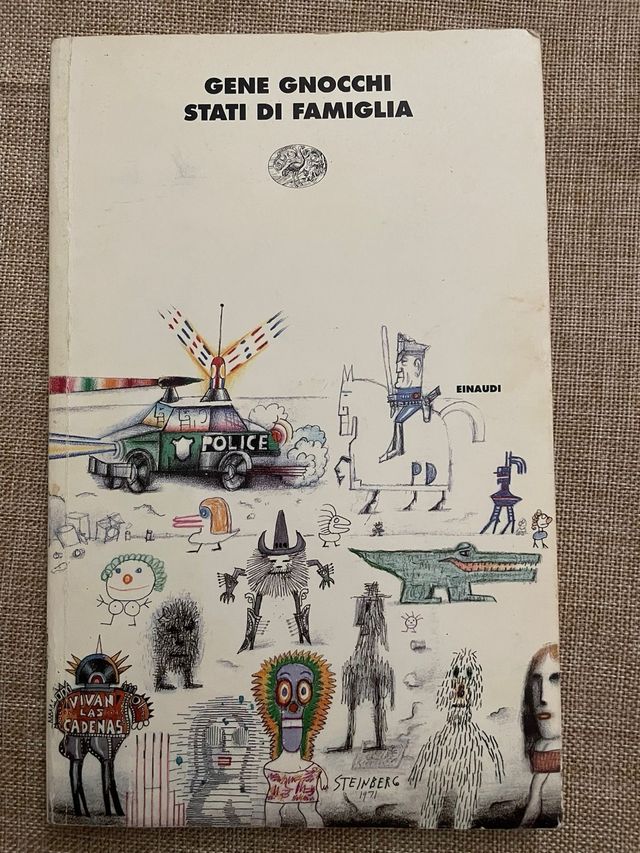 GENE GNOCCHI
STATI DI FAMIGLIA
EINAUDI
POLICE
PD
VIVAN
LAS
CADENAS
STEINBERG
1971